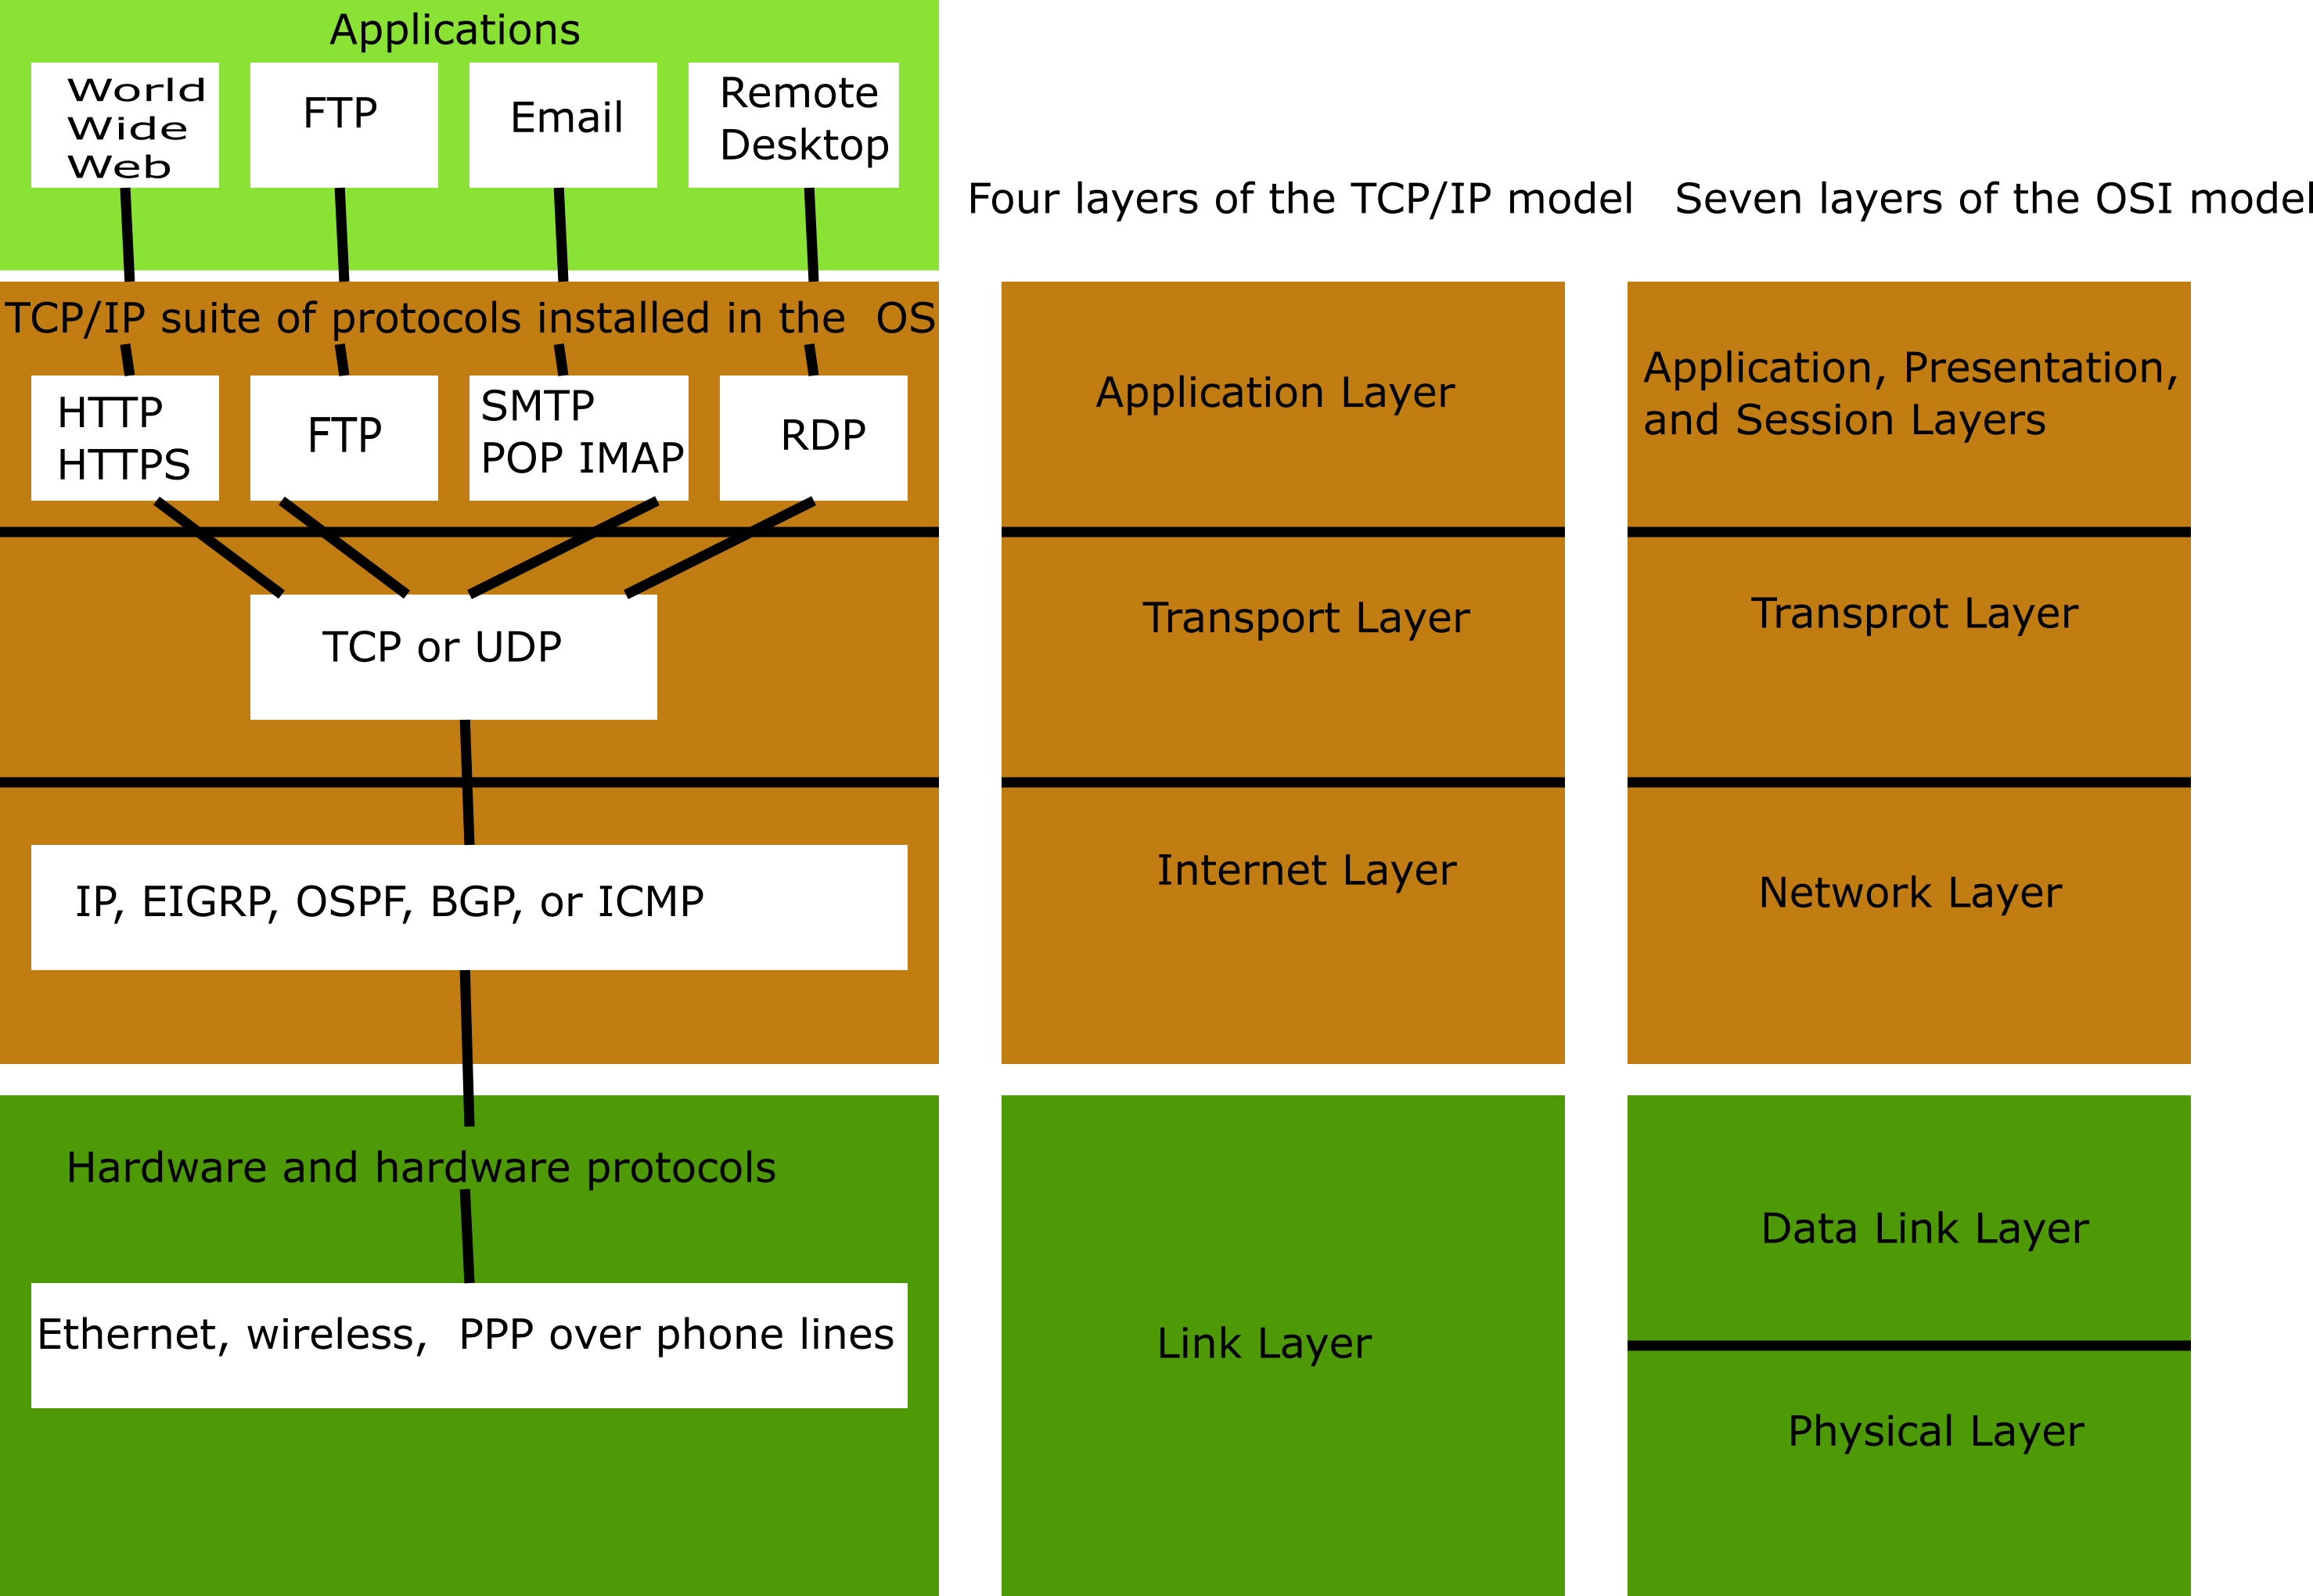 Applications
World
Wide
Web
FTP
Email
Remote
Desktop
Four layers of the TCP/IP model
Seven layers of the OSI model
TCP/IP suite of protocols installed in the OS
HTTP
HTTPS
FTP
SMTP
POP IMAP
RDP
Application Layer
Application, Presentation,
and Session Layers
TCP or UDP
Transport Layer
Transprot Layer
IP, EIGRP, OSPF, BGP, or ICMP
Internet Layer
Network Layer
Hardware and hardware protocols
Ethernet, wireless, PPP over phone lines
Link Layer
Data Link Layer
Physical Layer